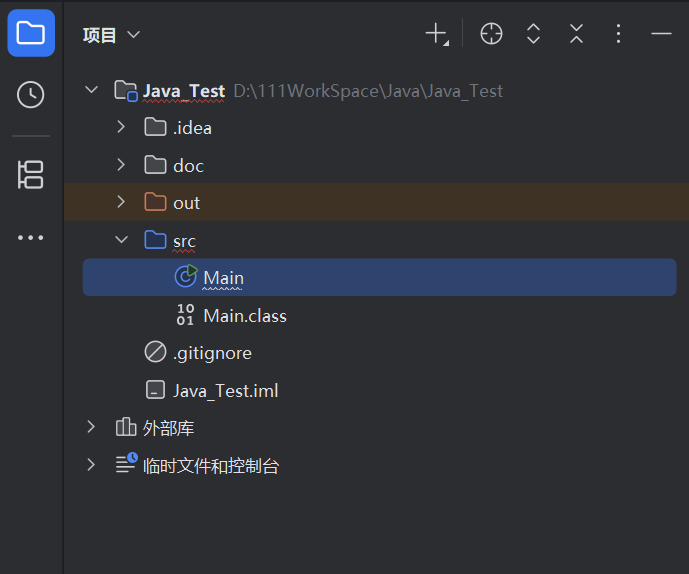 项目
Java_Test D:\111WorkSpace\Java\Java_Test
.idea
doc
out
src
Main
Main.class
.gitignore
Java_Test.iml
外部库
临时文件和控制台